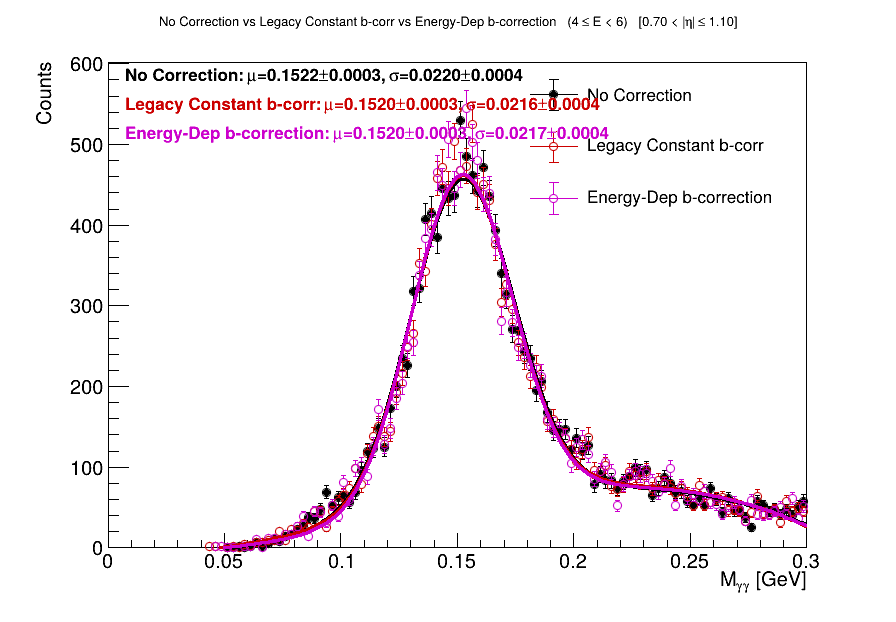 No Correction vs Legacy Constant b-corr vs Energy-Dep b-correction (4 ≤ E < 6) [0.70 < |η| ≤ 1.10]
Counts
600
500
400
300
200
100
0
No Correction: μ=0.1522±0.0003, σ=0.0220±0.0004
Legacy Constant b-corr: μ=0.1520±0.0003, σ=0.0216±0.0004
Energy-Dep b-correction: μ=0.1520±0.0003, σ=0.0217±0.0004
No Correction
Legacy Constant b-corr
Energy-Dep b-correction
0 0.05 0.1 0.15 0.2 0.25 0.3
M_γγ [GeV]